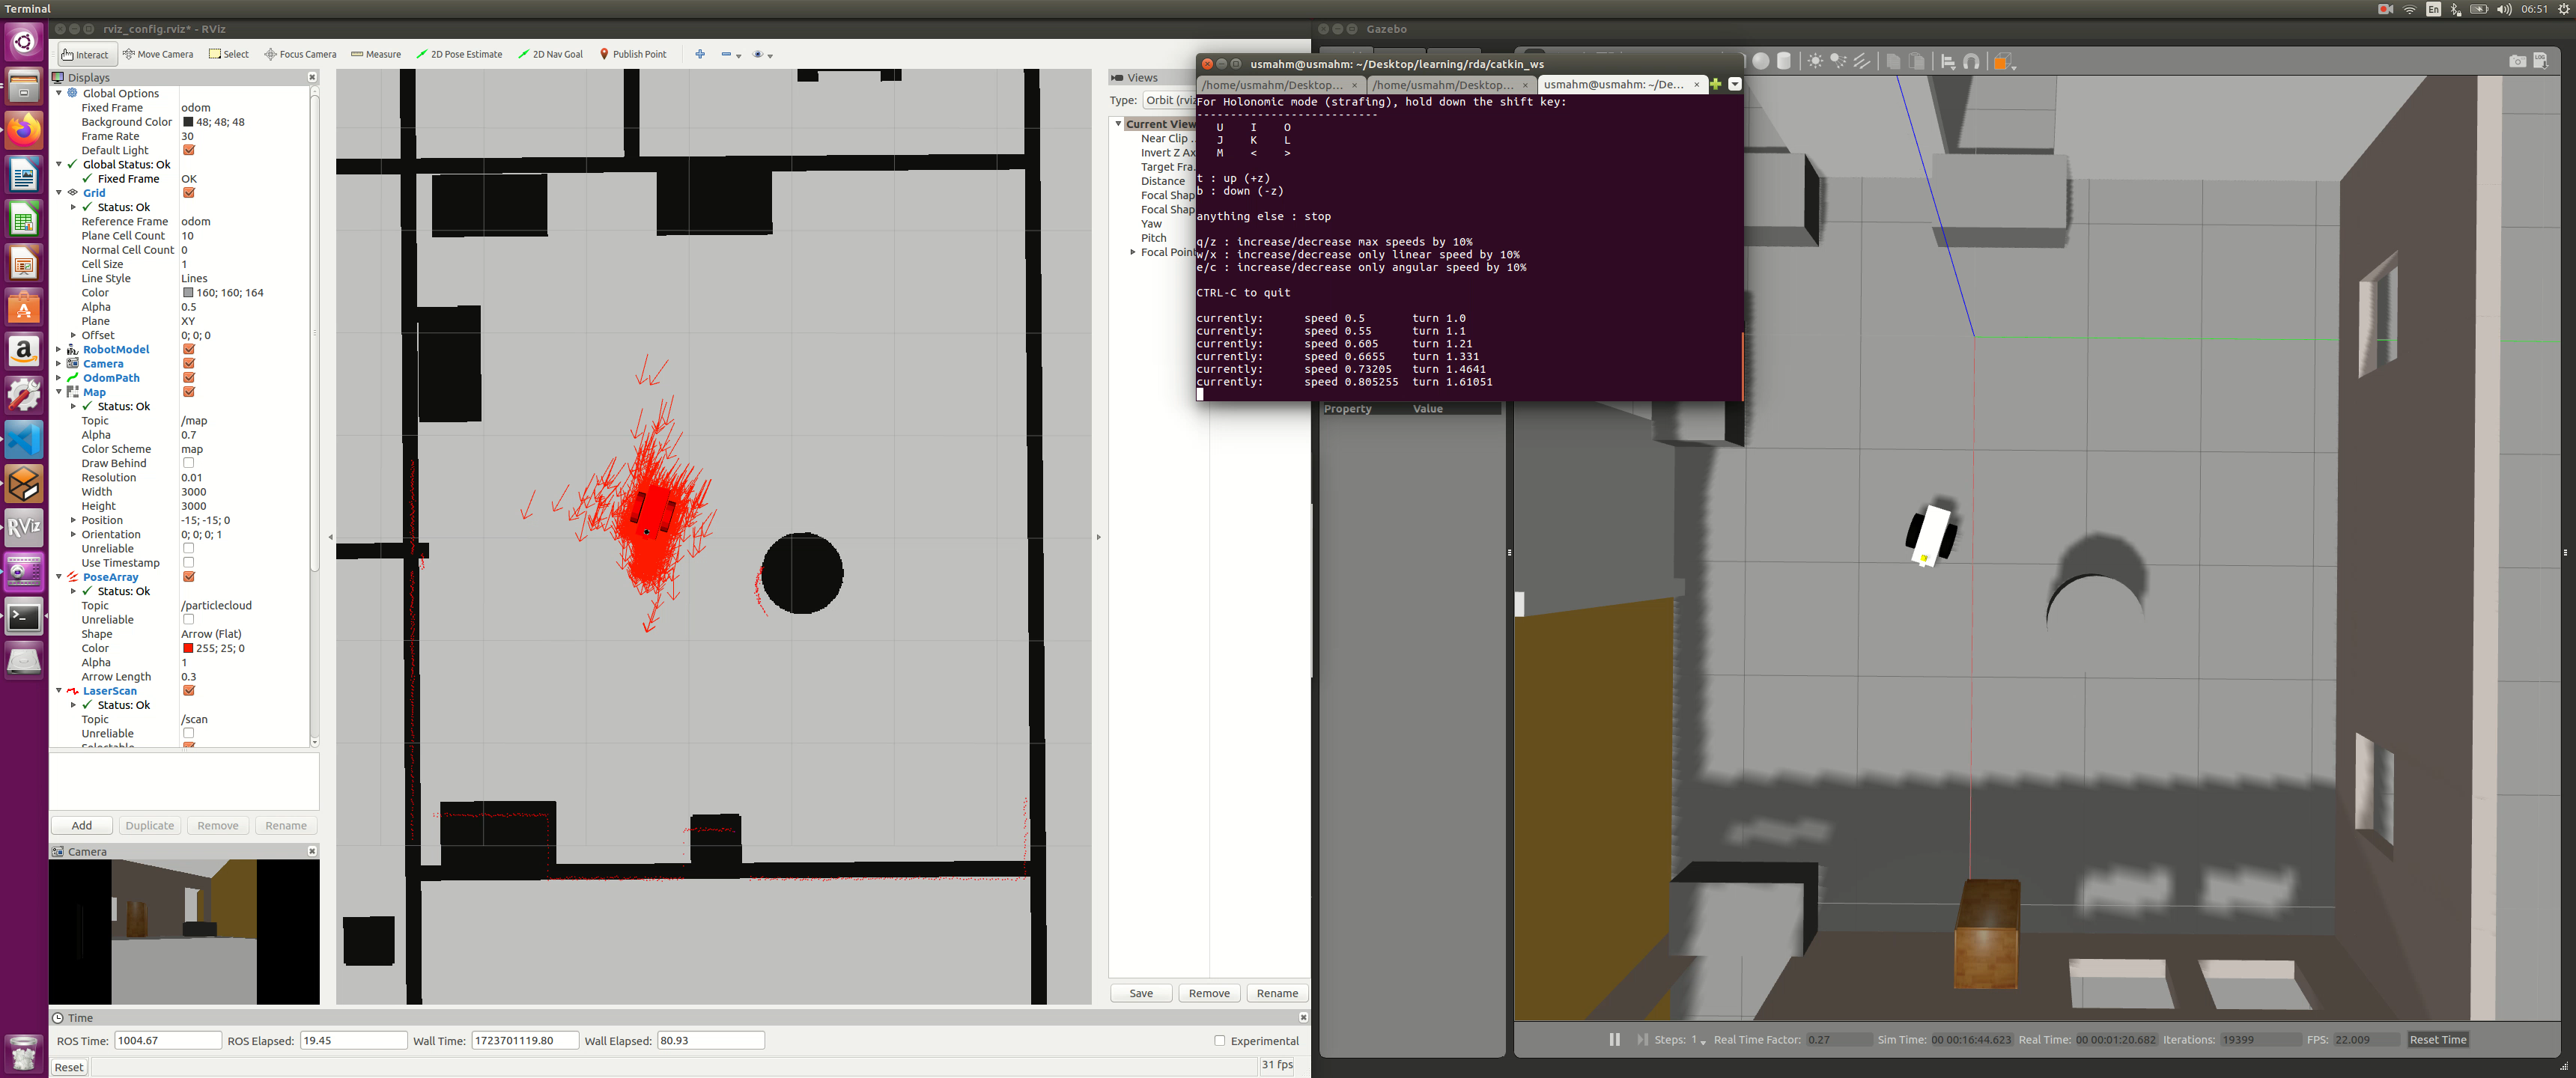 Terminal
En
06:51
rviz_config.rviz* - RViz
Gazebo
Interact
Move Camera
Select
Focus Camera
Measure
2D Pose Estimate
2D Nav Goal
Publish Point
Displays
Global Options
Fixed Frame odom
Background Color 48; 48; 48
Frame Rate 30
Default Light
Global Status: Ok
Fixed Frame OK
Grid
Status: Ok
Reference Frame odom
Plane Cell Count 10
Normal Cell Count 0
Cell Size 1
Line Style Lines
Color 160; 160; 164
Alpha 0.5
Plane XY
Offset 0; 0; 0
RobotModel
Camera
OdomPath
Map
Status: Ok
Topic /map
Alpha 0.7
Color Scheme map
Draw Behind
Resolution 0.01
Width 3000
Height 3000
Position -15; -15; 0
Orientation 0; 0; 0; 1
Unreliable
Use Timestamp
PoseArray
Status: Ok
Topic /particlecloud
Unreliable
Shape Arrow (Flat)
Color 255; 25; 0
Alpha 1
Arrow Length 0.3
LaserScan
Status: Ok
Topic /scan
Unreliable
Add
Duplicate
Remove
Rename
Camera
Views
Type: Orbit (rviz
Current View
Near Clip ...
Invert Z Ax
Target Fra
Distance
Focal Shap
Focal Shap
Yaw
Pitch
Focal Point
Save
Remove
Rename
usmahm@usmahm: ~/Desktop/learning/rda/catkin_ws
/home/usmahm/Desktop...
/home/usmahm/Desktop...
usmahm@usmahm: ~/De...
For Holonomic mode (strafing), hold down the shift key:
---------------------------
U I O
J K L
M < >
t : up (+z)
b : down (-z)
anything else : stop
q/z : increase/decrease max speeds by 10%
w/x : increase/decrease only linear speed by 10%
e/c : increase/decrease only angular speed by 10%
CTRL-C to quit
currently: speed 0.5 turn 1.0
currently: speed 0.55 turn 1.1
currently: speed 0.605 turn 1.21
currently: speed 0.6655 turn 1.331
currently: speed 0.73205 turn 1.4641
currently: speed 0.805255 turn 1.61051
Property Value
LOG
a
RViz
Time
ROS Time: 1004.67
ROS Elapsed: 19.45
Wall Time: 1723701119.80
Wall Elapsed: 80.93
Experimental
Reset
31 fps
Steps: 1
Real Time Factor: 0.27
Sim Time: 00 00:16:44.623
Real Time: 00 00:01:20.682
Iterations: 19399
FPS: 22.009
Reset Time